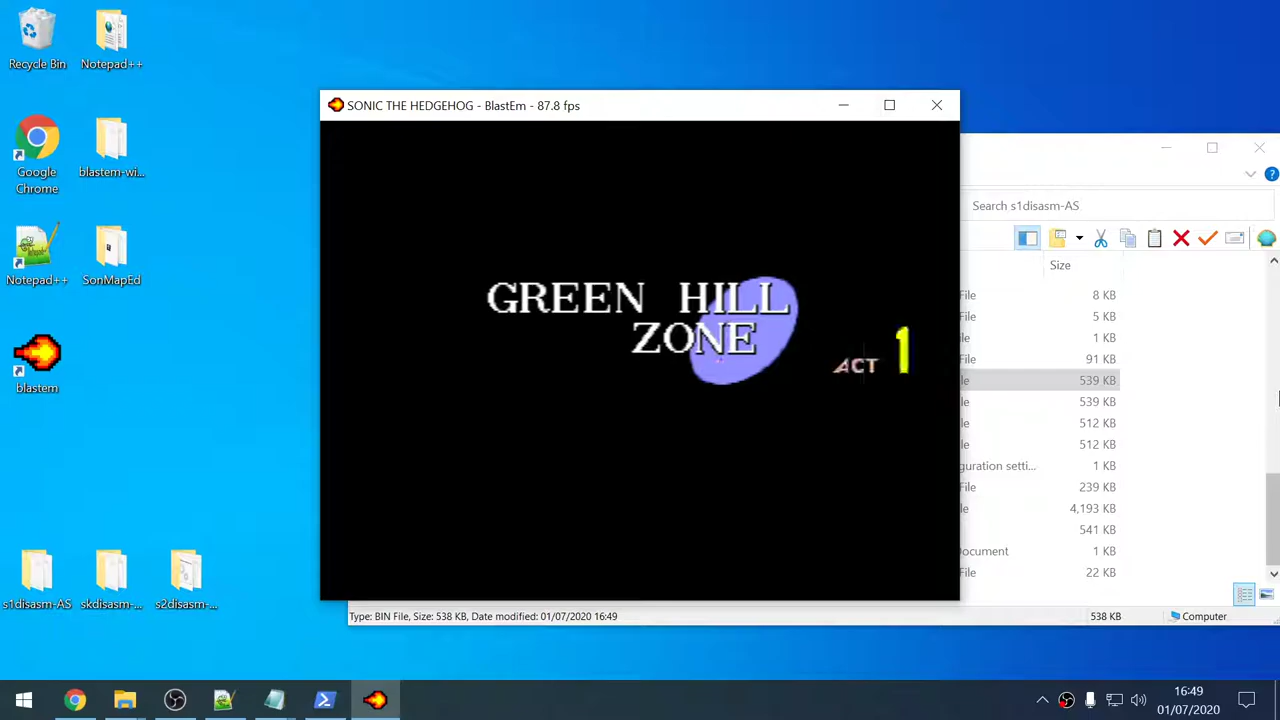 Recycle Bin
Notepad++
Google
Chrome
blastem-wi...
Notepad++
SonMapEd
blastem
s1disasm-AS
skdisasm-...
s2disasm-...
SONIC THE HEDGEHOG - BlastEm - 87.8 fps
GREEN HILL
ZONE
ACT 1
Search s1disasm-AS
Size
File 8 KB
File 5 KB
File 1 KB
File 91 KB
le 539 KB
le 539 KB
le 512 KB
le 512 KB
guration setti... 1 KB
File 239 KB
le 4,193 KB
541 KB
ocument 1 KB
File 22 KB
Type: BIN File, Size: 538 KB, Date modified: 01/07/2020 16:49
538 KB
Computer
16:49
01/07/2020